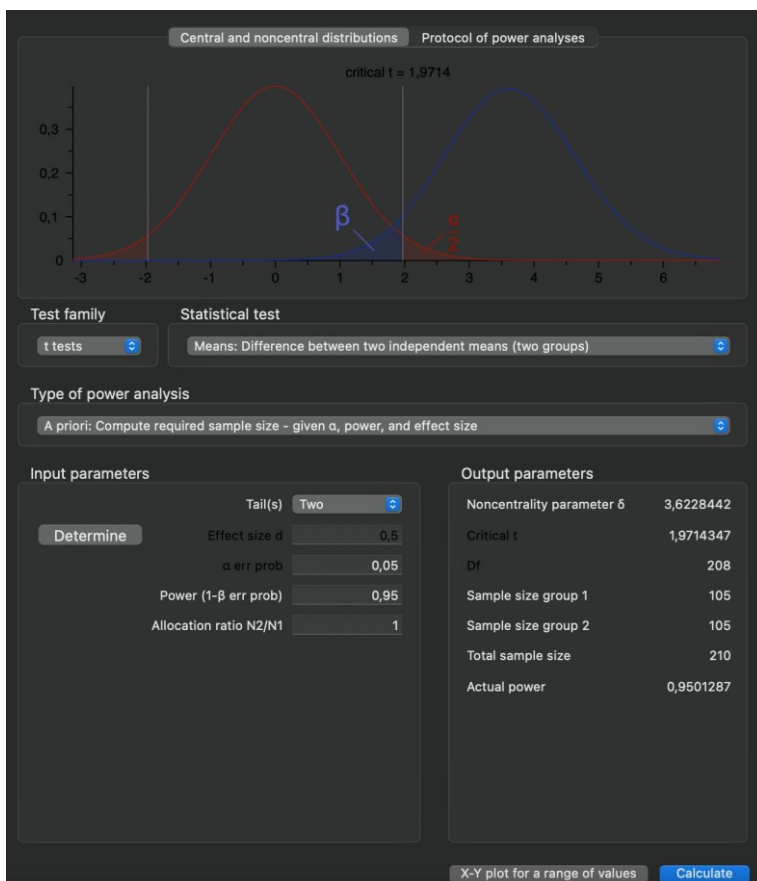 Central and noncentral distributions Protocol of power analyses
critical t = 1,9714
0,3
0,2
0,1
0
β
α
2
-3 -2 -1 0 1 2 3 4 5 6
Test family Statistical test
t tests Means: Difference between two independent means (two groups)
Type of power analysis
A priori: Compute required sample size - given α, power, and effect size
Input parameters Output parameters
Tail(s) Two Noncentrality parameter δ 3,6228442
Determine Effect size d 0,5 Critical t 1,9714347
α err prob 0,05 Df 208
Power (1-β err prob) 0,95 Sample size group 1 105
Allocation ratio N2/N1 1 Sample size group 2 105
Total sample size 210
Actual power 0,9501287
X-Y plot for a range of values Calculate